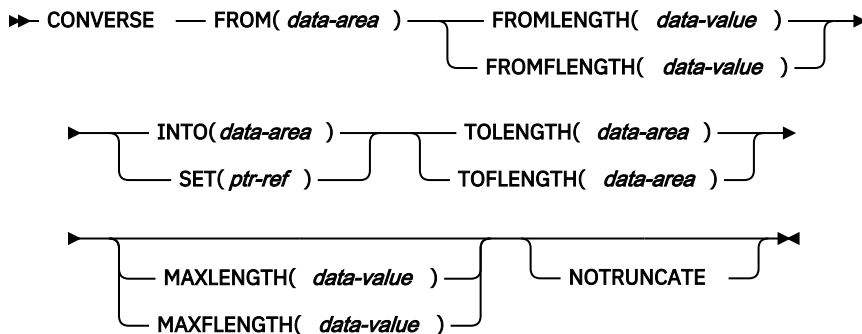 CONVERSE FROM( data-area ) FROMLENGTH( data-value )
FROMFLENGTH( data-value )
INTO( data-area ) TOLENGTH( data-area )
SET( ptr-ref ) TOFLENGTH( data-area )
MAXLENGTH( data-value ) NOTRUNCATE
MAXFLENGTH( data-value )